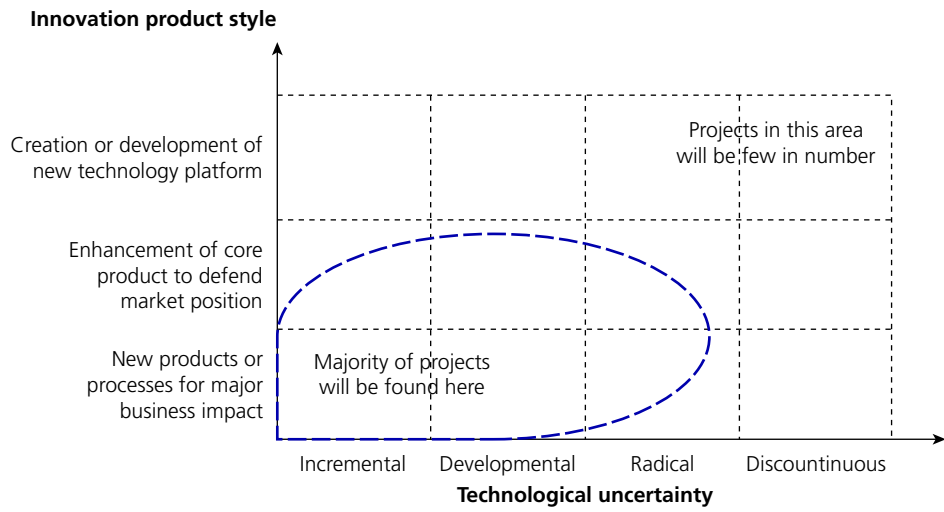 Innovation product style
Projects in this area
will be few in number
Creation or development of
new technology platform
Enhancement of core
product to defend
market position
New products or
processes for major
business impact
Majority of projects
will be found here
Incremental
Developmental
Radical
Discountinuous
Technological uncertainty